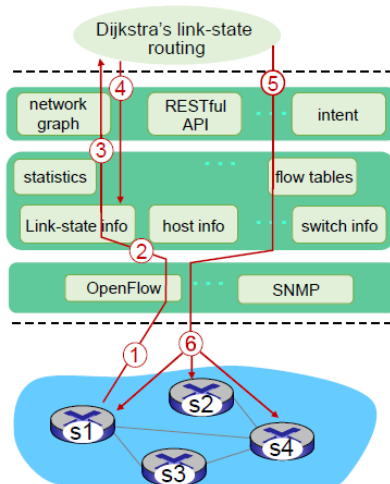 Dijkstra's link-state
routing
4
5
network
graph
RESTful
API
intent
3
statistics
flow tables
Link-state info
host info
switch info
2
OpenFlow
SNMP
1
6
s2
s1
s4
s3